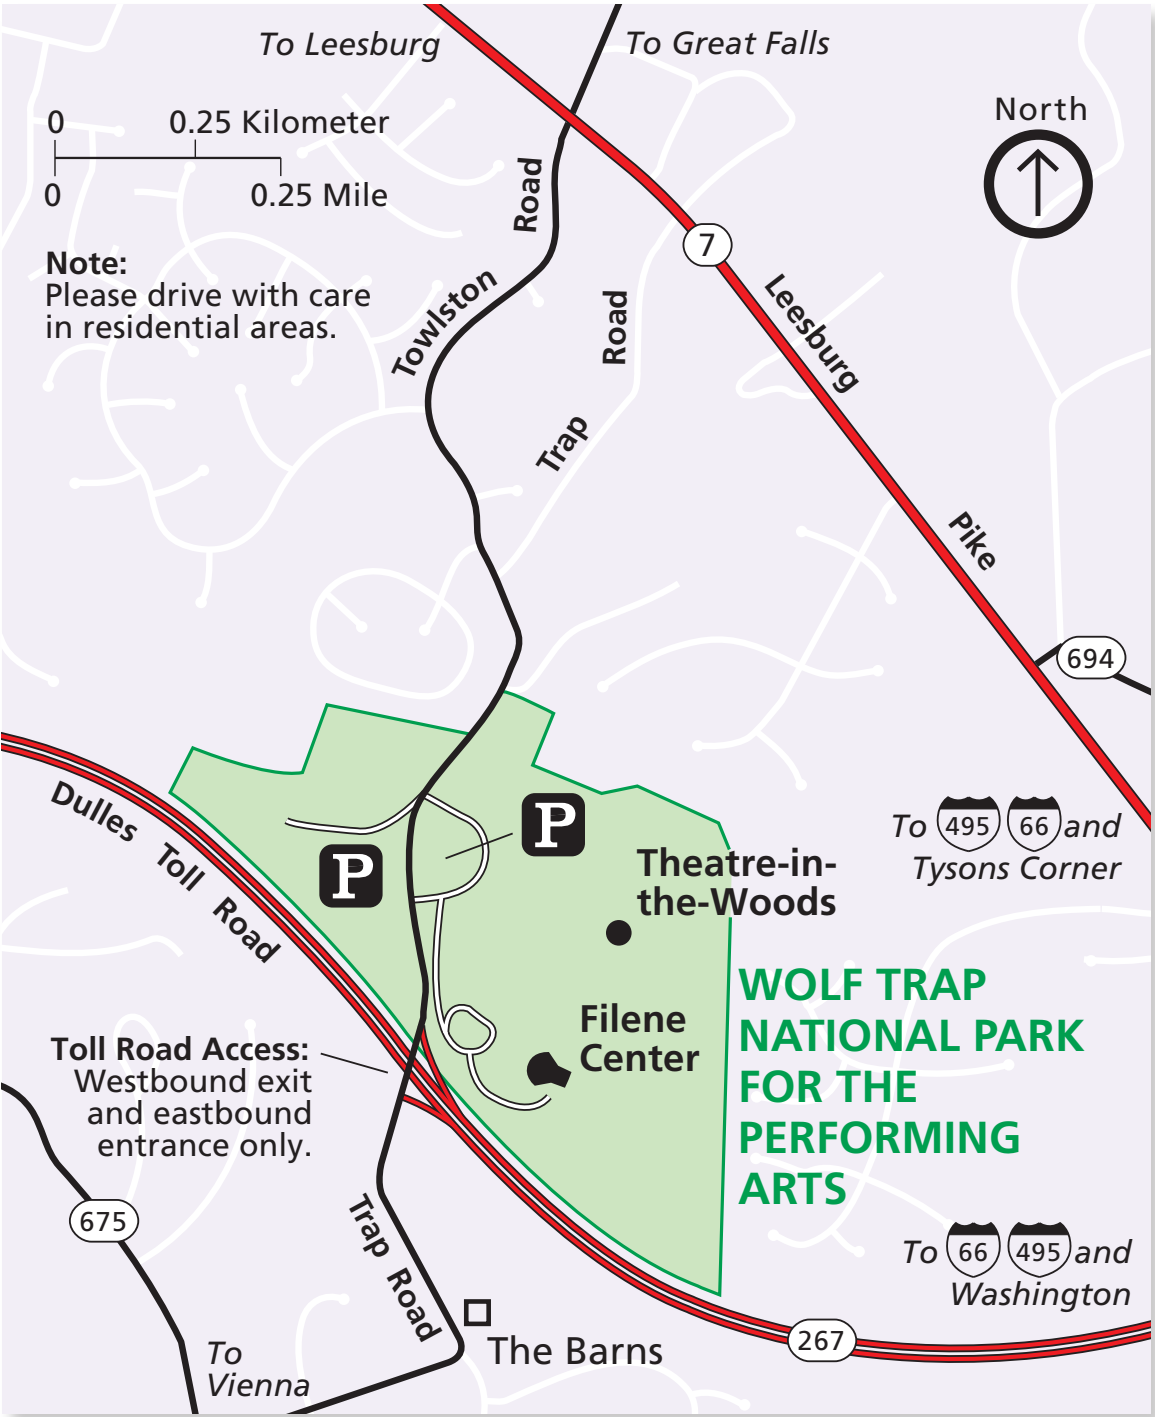 To Leesburg
To Great Falls
0 0.25 Kilometer
0 0.25 Mile
North
Note:
Please drive with care
in residential areas.
Towlston
Road
Trap
Road
7
Leesburg
Pike
694
To 495 66 and
Tysons Corner
Dulles Toll Road
P
P
Theatre-in-
the-Woods
Filene
Center
WOLF TRAP
NATIONAL PARK
FOR THE
PERFORMING
ARTS
Toll Road Access:
Westbound exit
and eastbound
entrance only.
675
Trap Road
To 66 495 and
Washington
267
The Barns
To
Vienna